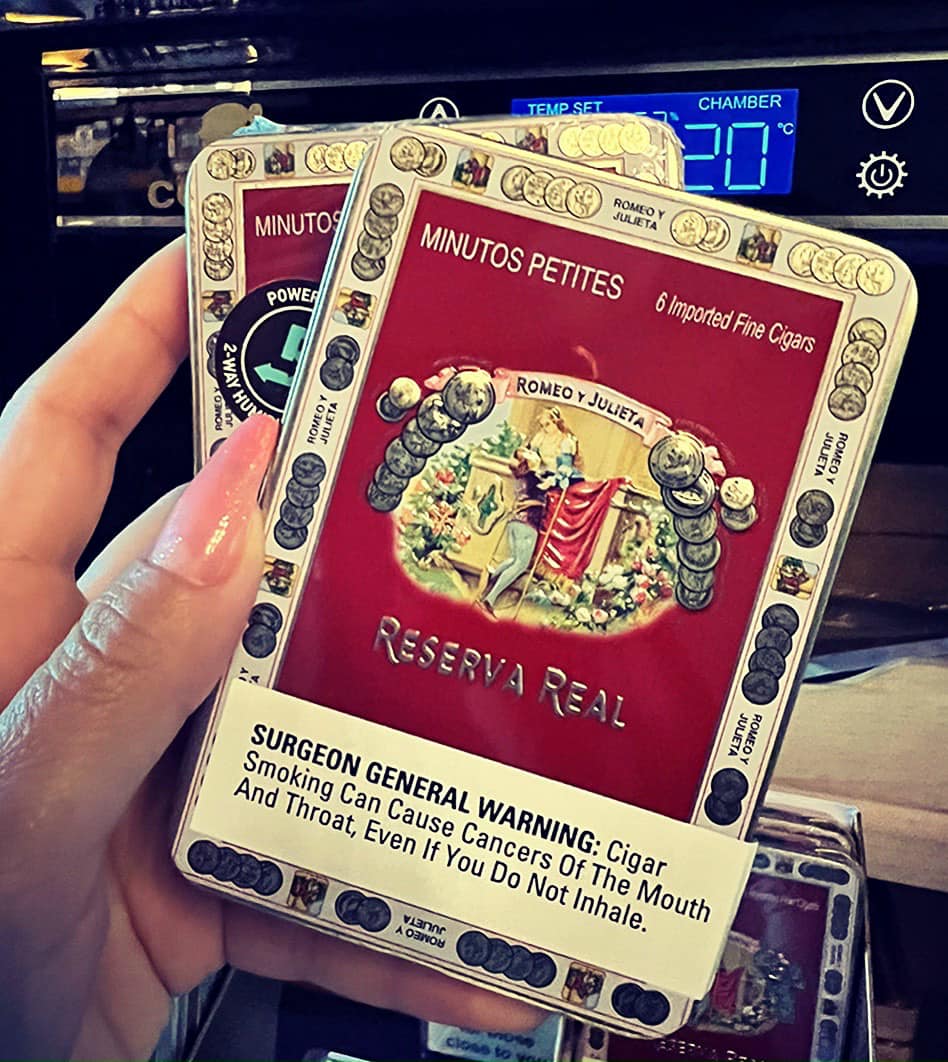 TEMP SET
CHAMBER
20 °C
MINUTOS
POWER
2-WAY HU
MINUTOS PETITES
6 Imported Fine Cigars
ROMEO Y
JULIETA
ROMEO Y
JULIETA
ROMEO Y JULIETA
ROMEO Y
JULIETA
RESERVA REAL
ROMEO Y
JULIETA
SURGEON GENERAL WARNING: Cigar
Smoking Can Cause Cancers Of The Mouth
And Throat, Even If You Do Not Inhale.
ROMEO Y
JULIETA
close to